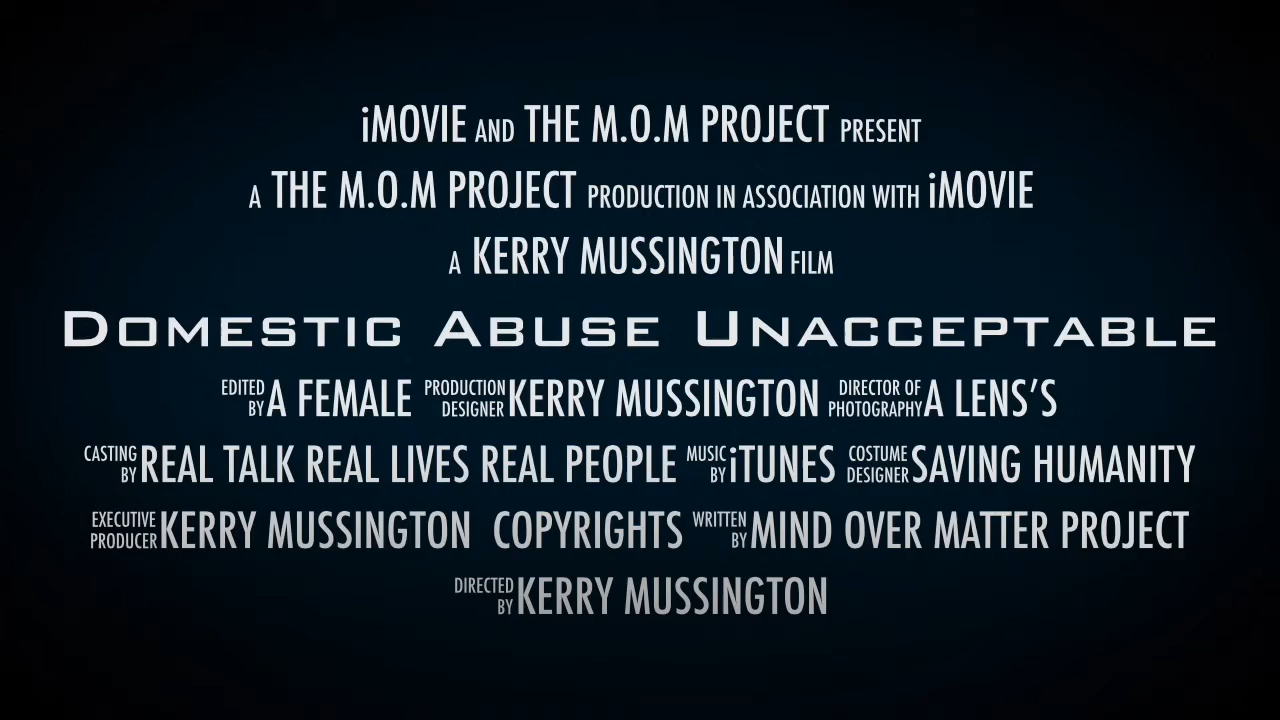 iMOVIE AND THE M.O.M PROJECT PRESENT
A THE M.O.M PROJECT PRODUCTION IN ASSOCIATION WITH iMOVIE
A KERRY MUSSINGTON FILM
DOMESTIC ABUSE UNACCEPTABLE
EDITED BY A FEMALE PRODUCTION DESIGNER KERRY MUSSINGTON DIRECTOR OF PHOTOGRAPHY A LENS'S
CASTING BY REAL TALK REAL LIVES REAL PEOPLE MUSIC BY iTUNES COSTUME DESIGNER SAVING HUMANITY
EXECUTIVE PRODUCER KERRY MUSSINGTON COPYRIGHTS WRITTEN BY MIND OVER MATTER PROJECT
DIRECTED BY KERRY MUSSINGTON